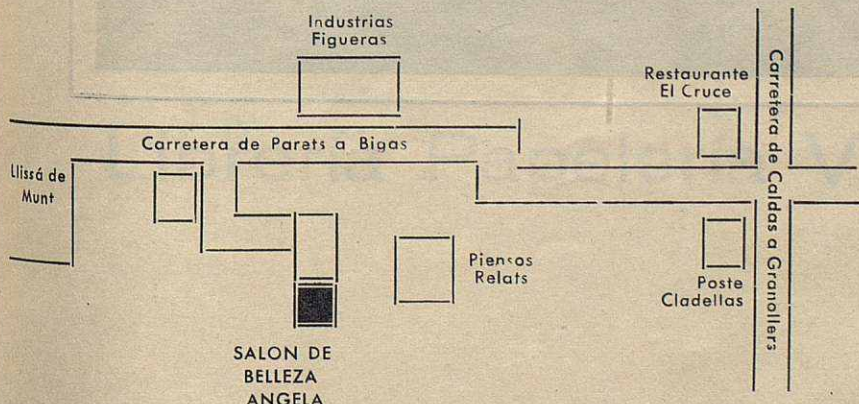 Industrias
Figueras
Restaurante
El Cruce
Carretera de Caldas a Granollers
Carretera de Parets a Bigas
Llissá de
Munt
Piensos
Relats
Poste
Cladellas
SALON DE
BELLEZA
ANGELA